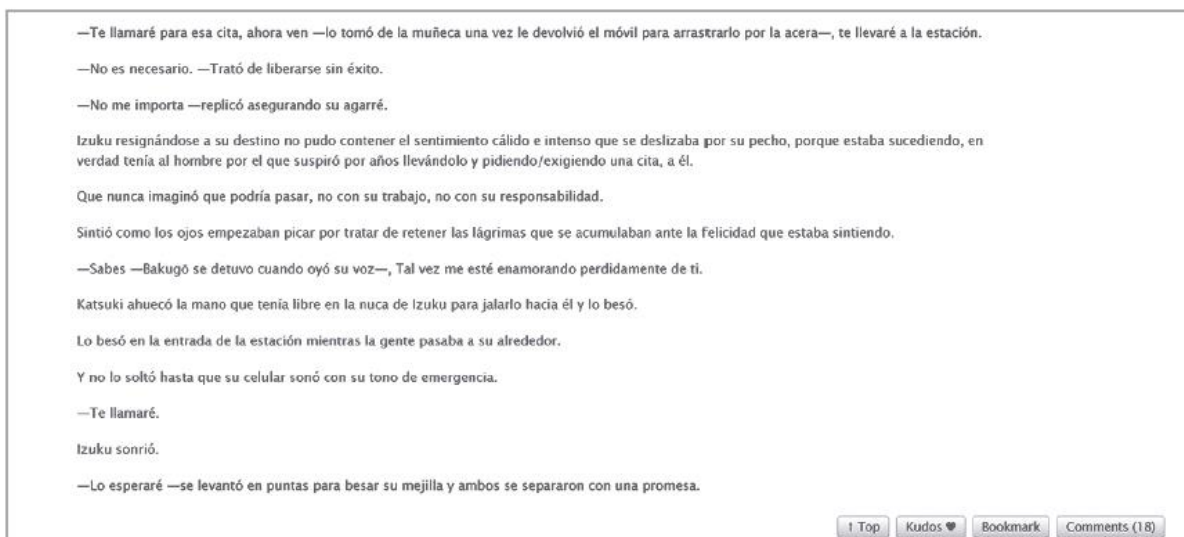 —Te llamaré para esa cita, ahora ven —lo tomó de la muñeca una vez le devolvió el móvil para arrastrarlo por la acera—, te llevaré a la estación.
—No es necesario. —Trató de liberarse sin éxito.
—No me importa —replicó asegurando su agarré.
Izuku resignándose a su destino no pudo contener el sentimiento cálido e intenso que se deslizaba por su pecho, porque estaba sucediendo, en
verdad tenía al hombre por el que suspiró por años llevándolo y pidiendo/exigiendo una cita, a él.
Que nunca imaginó que podría pasar, no con su trabajo, no con su responsabilidad.
Sintió como los ojos empezaban picar por tratar de retener las lágrimas que se acumulaban ante la felicidad que estaba sintiendo.
—Sabes —Bakugō se detuvo cuando oyó su voz—, Tal vez me esté enamorando perdidamente de ti.
Katsuki ahuecó la mano que tenía libre en la nuca de Izuku para jalarlo hacia él y lo besó.
Lo besó en la entrada de la estación mientras la gente pasaba a su alrededor.
Y no lo soltó hasta que su celular sonó con su tono de emergencia.
—Te llamaré.
Izuku sonrió.
—Lo esperaré —se levantó en puntas para besar su mejilla y ambos se separaron con una promesa.
↑ Top Kudos ♥ Bookmark Comments (18)